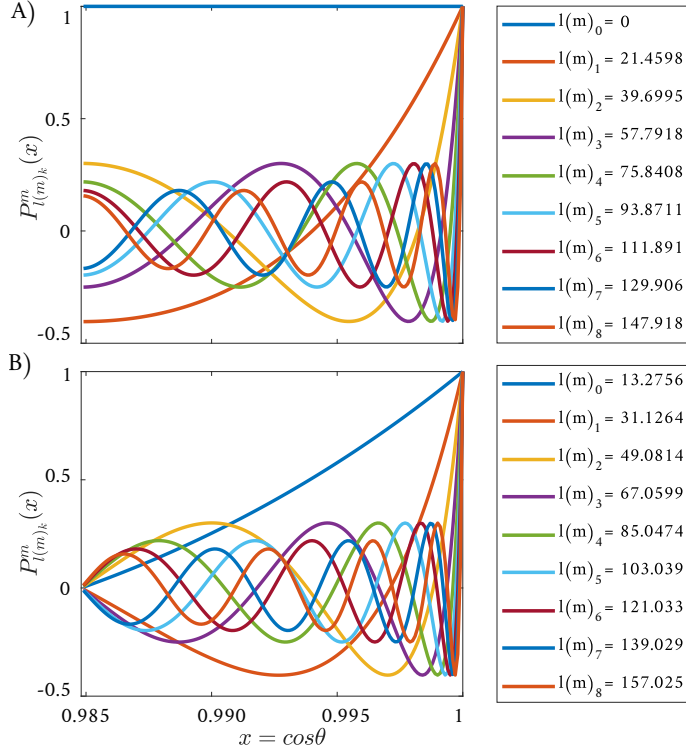 A)
1
0.5
0
-0.5
P^m_{l(m)_k}(x)
l(m)_0 = 0
l(m)_1 = 21.4598
l(m)_2 = 39.6995
l(m)_3 = 57.7918
l(m)_4 = 75.8408
l(m)_5 = 93.8711
l(m)_6 = 111.891
l(m)_7 = 129.906
l(m)_8 = 147.918
B)
1
0.5
0
-0.5
P^m_{l(m)_k}(x)
0.985 0.990 0.995 1
x = cosθ
l(m)_0 = 13.2756
l(m)_1 = 31.1264
l(m)_2 = 49.0814
l(m)_3 = 67.0599
l(m)_4 = 85.0474
l(m)_5 = 103.039
l(m)_6 = 121.033
l(m)_7 = 139.029
l(m)_8 = 157.025